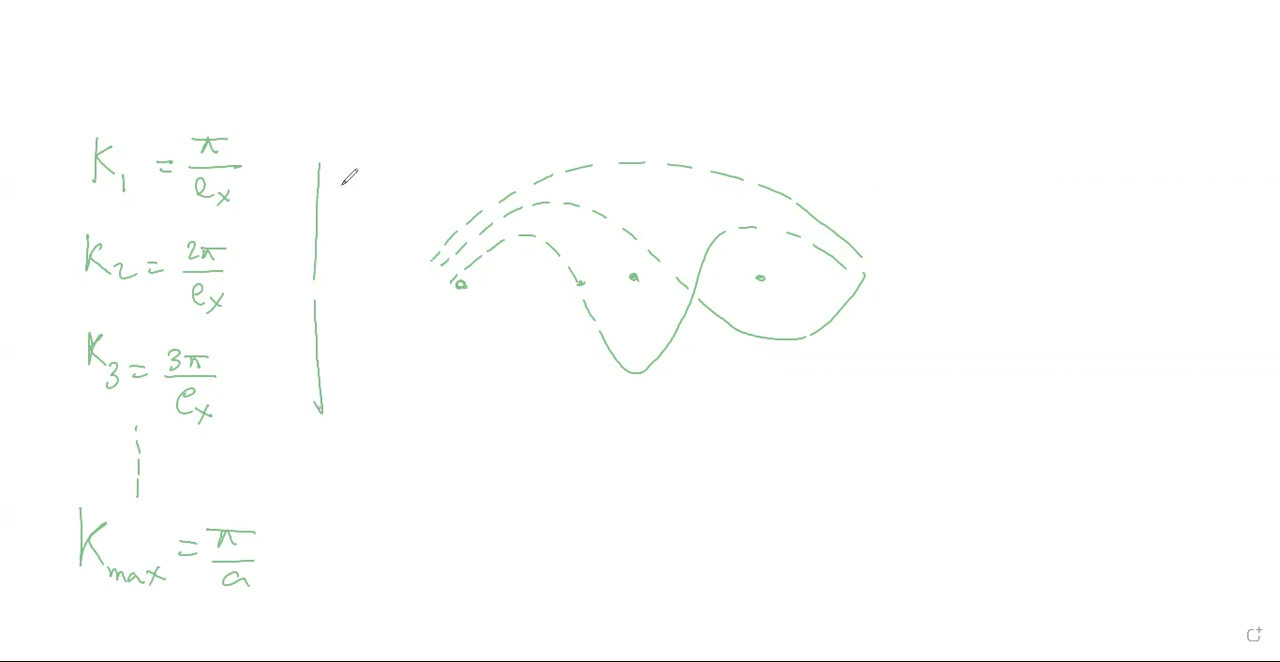 K₁ = π/ℓₓ
K₂ = 2π/ℓₓ
K₃ = 3π/ℓₓ
Kₘₐₓ = π/a